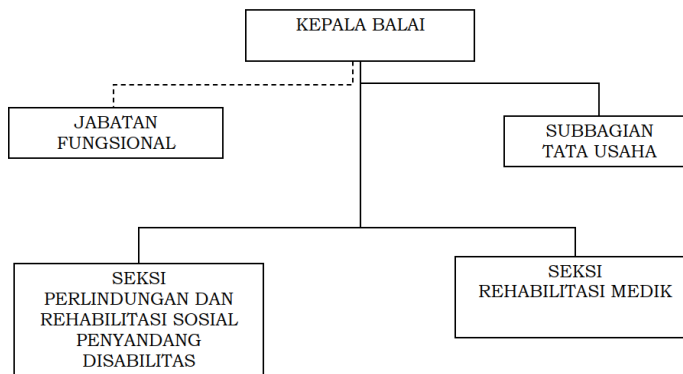 KEPALA BALAI
JABATAN
FUNGSIONAL
SUBBAGIAN
TATA USAHA
SEKSI
PERLINDUNGAN DAN
REHABILITASI SOSIAL
PENYANDANG
DISABILITAS
SEKSI
REHABILITASI MEDIK